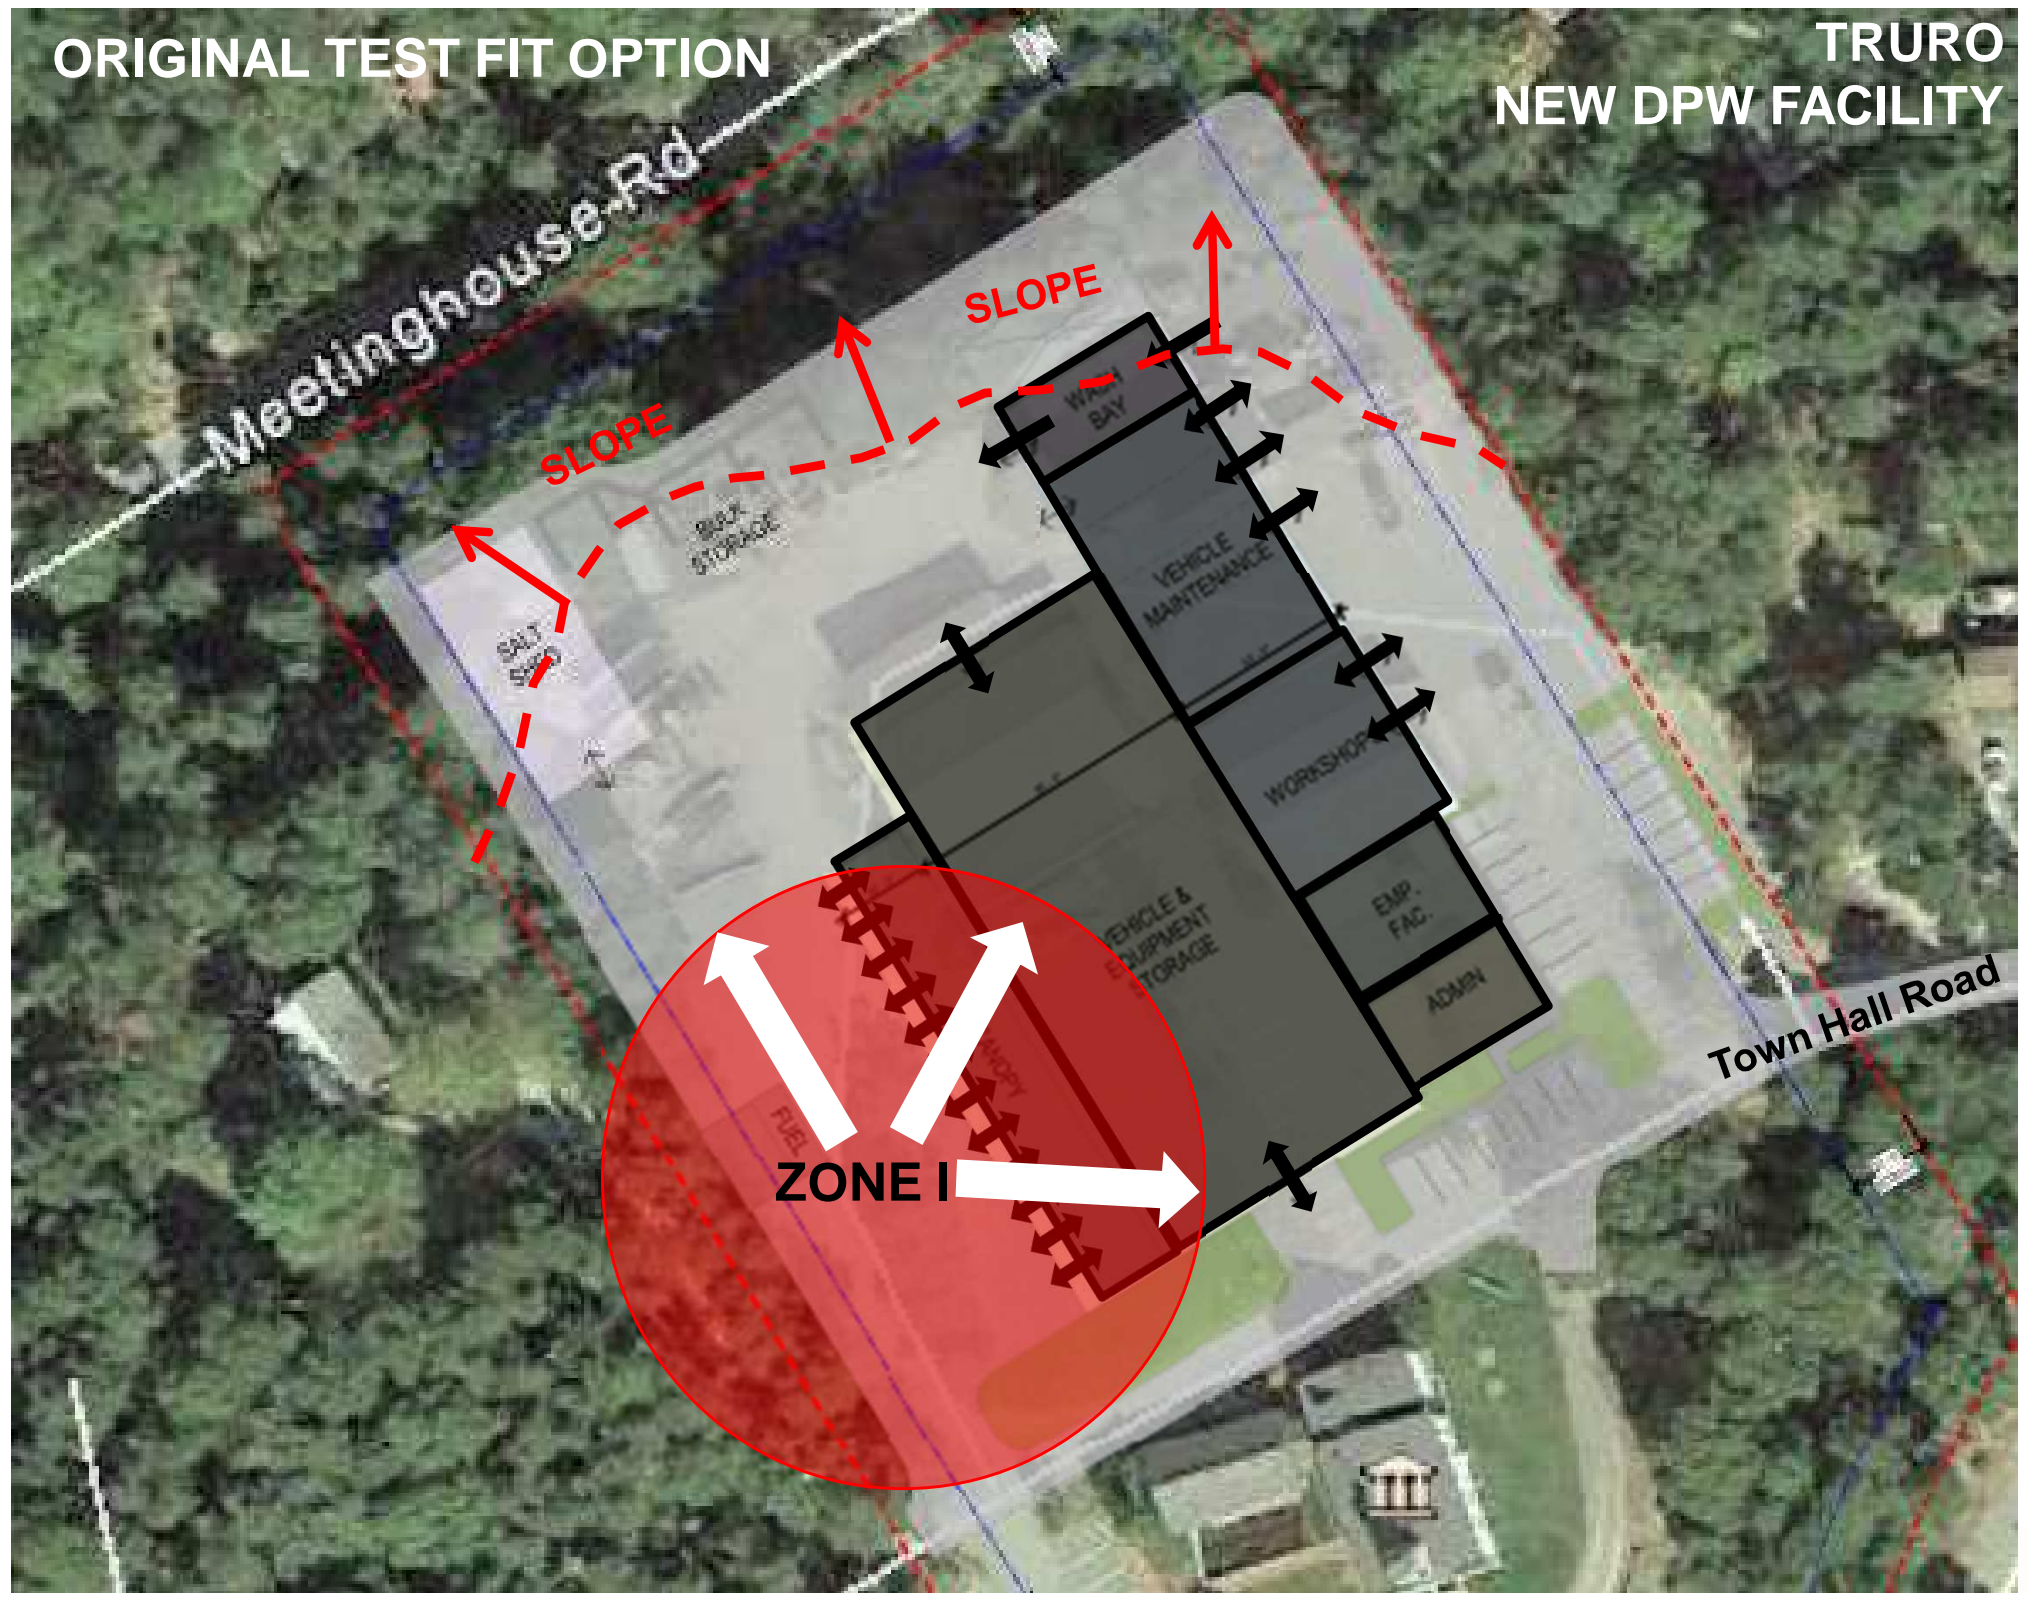 ORIGINAL TEST FIT OPTION
TRURO
NEW DPW FACILITY
Meetinghouse Rd
SLOPE
SLOPE
WASH
BAY
BULK
STORAGE
VEHICLE
MAINTENANCE
SALT
SHED
WORKSHOPS
VEHICLE &
EQUIPMENT
STORAGE
EMP.
FAC.
ADMIN
Town Hall Road
CANOPY
FUEL
ZONE I